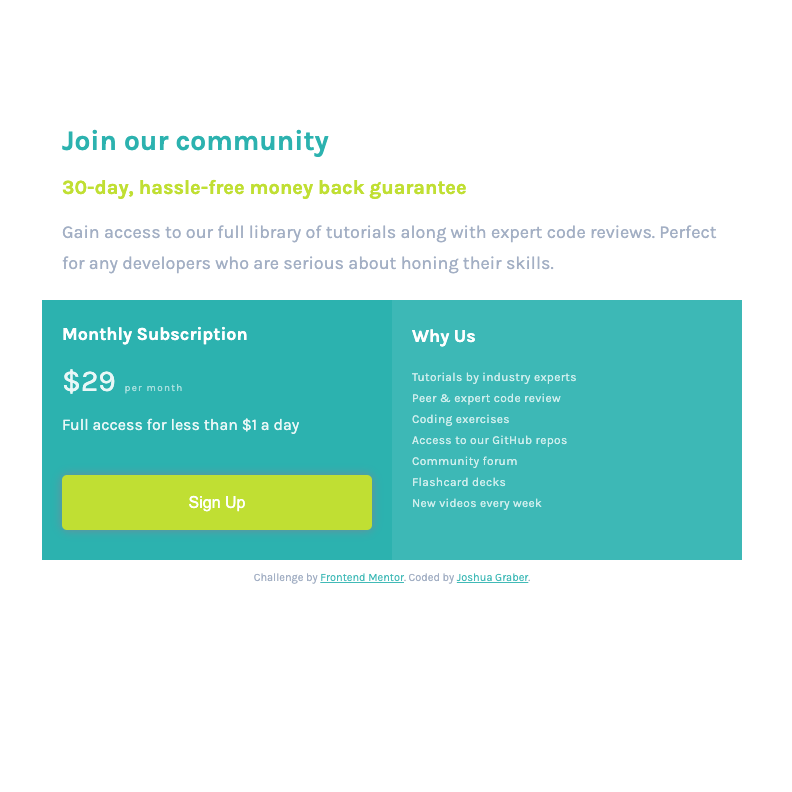 Join our community
30-day, hassle-free money back guarantee
Gain access to our full library of tutorials along with expert code reviews. Perfect
for any developers who are serious about honing their skills.
Monthly Subscription
$29 per month
Full access for less than $1 a day
Sign Up
Why Us
Tutorials by industry experts
Peer & expert code review
Coding exercises
Access to our GitHub repos
Community forum
Flashcard decks
New videos every week
Challenge by Frontend Mentor. Coded by Joshua Graber.